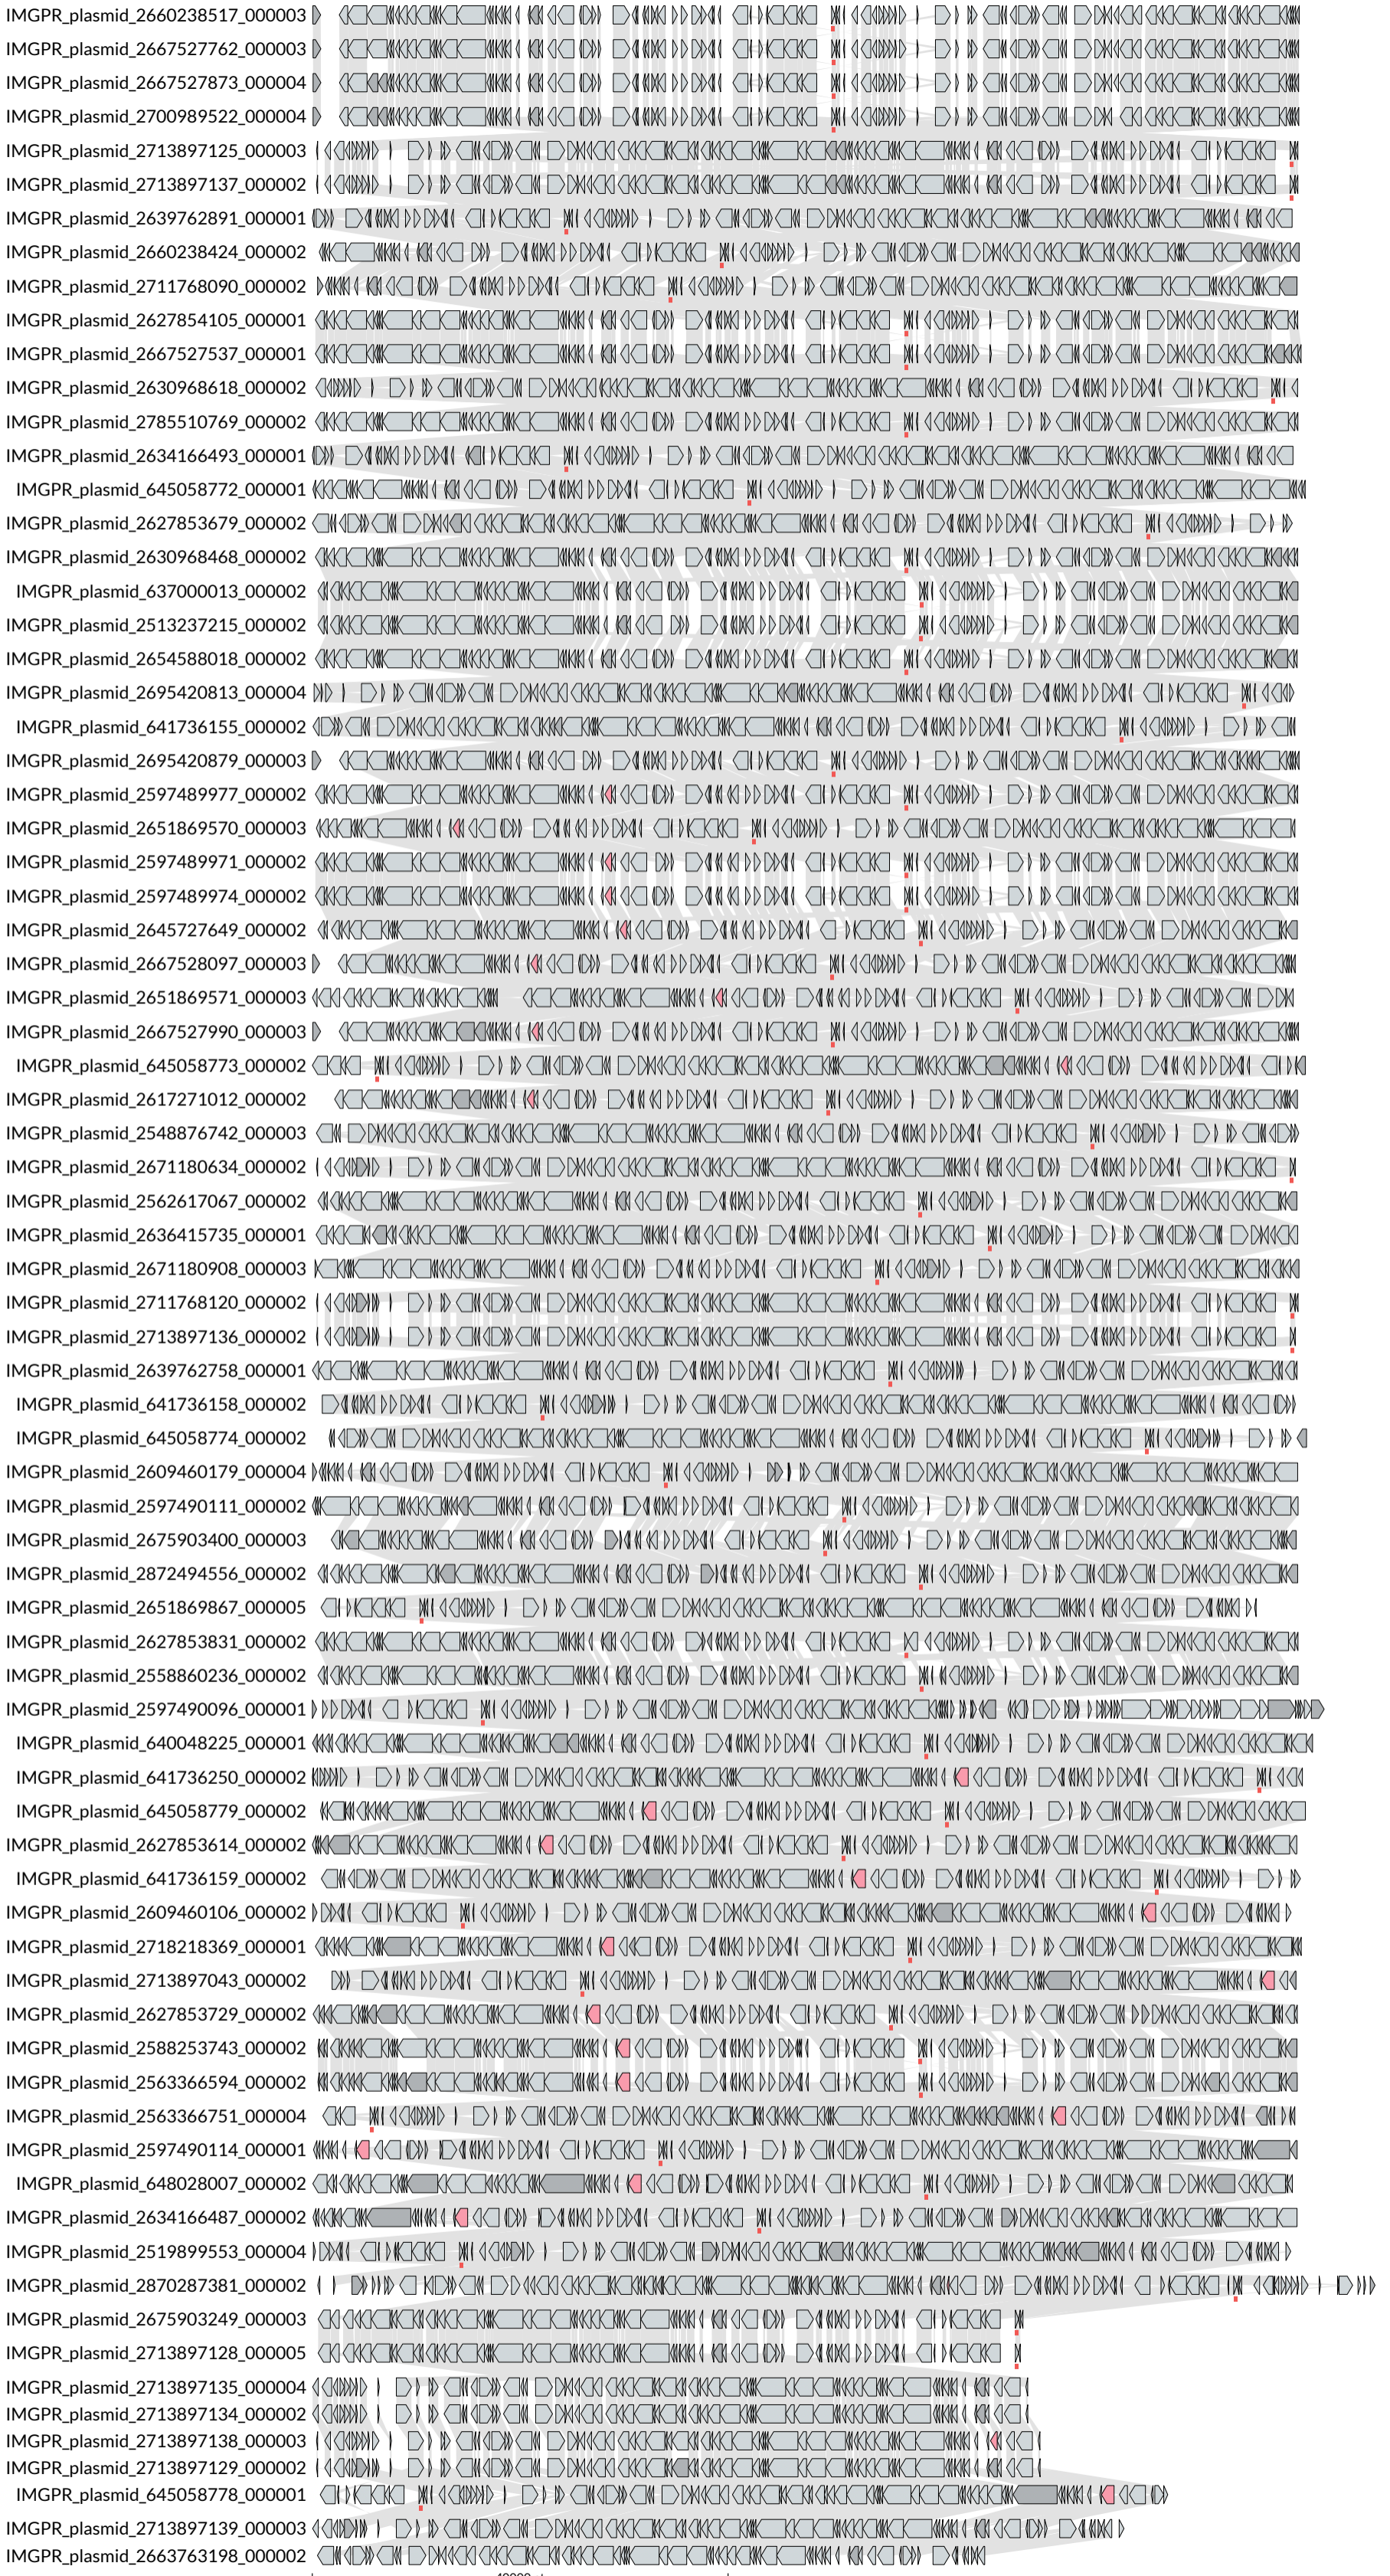 IMGPR_plasmid_2660238517_000003
IMGPR_plasmid_2667527762_000003
IMGPR_plasmid_2667527873_000004
IMGPR_plasmid_2700989522_000004
IMGPR_plasmid_2713897125_000003
IMGPR_plasmid_2713897137_000002
IMGPR_plasmid_2639762891_000001
IMGPR_plasmid_2660238424_000002
IMGPR_plasmid_2711768090_000002
IMGPR_plasmid_2627854105_000001
IMGPR_plasmid_2667527537_000001
IMGPR_plasmid_2630968618_000002
IMGPR_plasmid_2785510769_000002
IMGPR_plasmid_2634166493_000001
IMGPR_plasmid_645058772_000001
IMGPR_plasmid_2627853679_000002
IMGPR_plasmid_2630968468_000002
IMGPR_plasmid_637000013_000002
IMGPR_plasmid_2513237215_000002
IMGPR_plasmid_2654588018_000002
IMGPR_plasmid_2695420813_000004
IMGPR_plasmid_641736155_000002
IMGPR_plasmid_2695420879_000003
IMGPR_plasmid_2597489977_000002
IMGPR_plasmid_2651869570_000003
IMGPR_plasmid_2597489971_000002
IMGPR_plasmid_2597489974_000002
IMGPR_plasmid_2645727649_000002
IMGPR_plasmid_2667528097_000003
IMGPR_plasmid_2651869571_000003
IMGPR_plasmid_2667527990_000003
IMGPR_plasmid_645058773_000002
IMGPR_plasmid_2617271012_000002
IMGPR_plasmid_2548876742_000003
IMGPR_plasmid_2671180634_000002
IMGPR_plasmid_2562617067_000002
IMGPR_plasmid_2636415735_000001
IMGPR_plasmid_2671180908_000003
IMGPR_plasmid_2711768120_000002
IMGPR_plasmid_2713897136_000002
IMGPR_plasmid_2639762758_000001
IMGPR_plasmid_641736158_000002
IMGPR_plasmid_645058774_000002
IMGPR_plasmid_2609460179_000004
IMGPR_plasmid_2597490111_000002
IMGPR_plasmid_2675903400_000003
IMGPR_plasmid_2872494556_000002
IMGPR_plasmid_2651869867_000005
IMGPR_plasmid_2627853831_000002
IMGPR_plasmid_2558860236_000002
IMGPR_plasmid_2597490096_000001
IMGPR_plasmid_640048225_000001
IMGPR_plasmid_641736250_000002
IMGPR_plasmid_645058779_000002
IMGPR_plasmid_2627853614_000002
IMGPR_plasmid_641736159_000002
IMGPR_plasmid_2609460106_000002
IMGPR_plasmid_2718218369_000001
IMGPR_plasmid_2713897043_000002
IMGPR_plasmid_2627853729_000002
IMGPR_plasmid_2588253743_000002
IMGPR_plasmid_2563366594_000002
IMGPR_plasmid_2563366751_000004
IMGPR_plasmid_2597490114_000001
IMGPR_plasmid_648028007_000002
IMGPR_plasmid_2634166487_000002
IMGPR_plasmid_2519899553_000004
IMGPR_plasmid_2870287381_000002
IMGPR_plasmid_2675903249_000003
IMGPR_plasmid_2713897128_000005
IMGPR_plasmid_2713897135_000004
IMGPR_plasmid_2713897134_000002
IMGPR_plasmid_2713897138_000003
IMGPR_plasmid_2713897129_000002
IMGPR_plasmid_645058778_000001
IMGPR_plasmid_2713897139_000003
IMGPR_plasmid_2663763198_000002